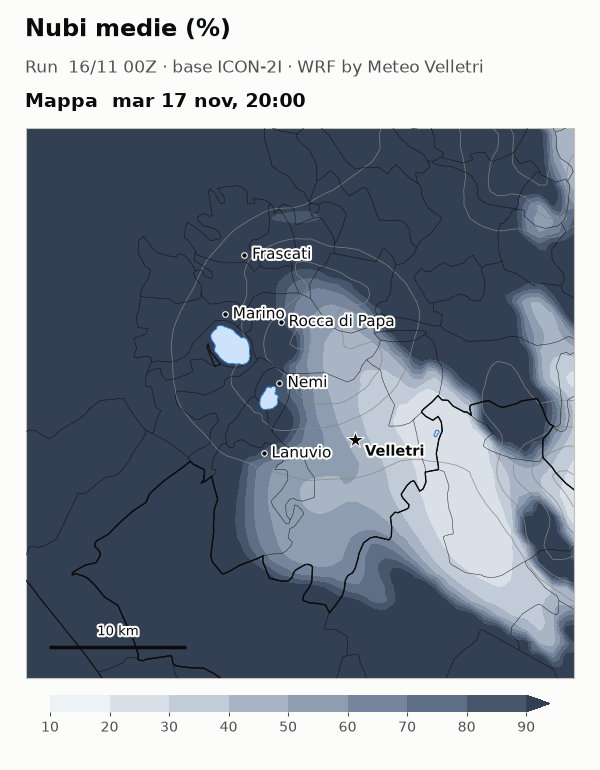 Nubi medie (%)
Run  16/11 00Z · base ICON-2I · WRF by Meteo Velletri
Mappa  mar 17 nov, 20:00
Frascati
Marino
Rocca di Papa
Nemi
Velletri
Lanuvio
10 km
10 20 30 40 50 60 70 80 90